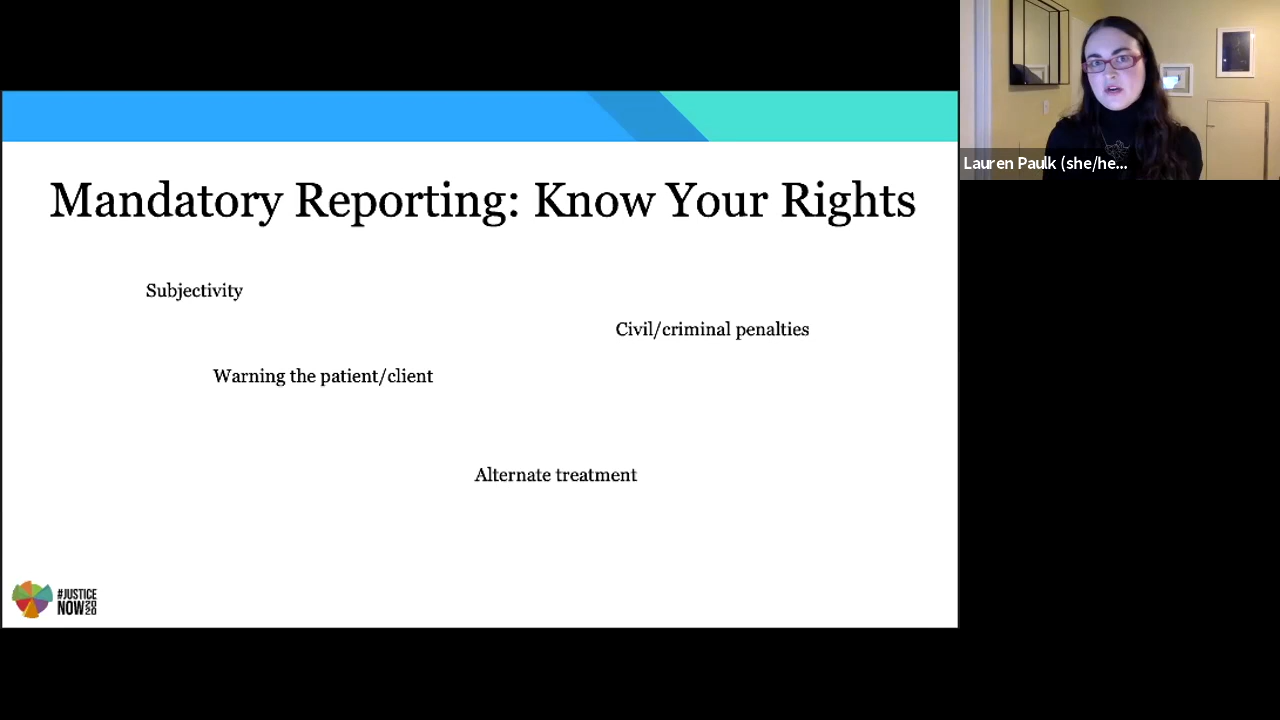 Mandatory Reporting: Know Your Rights
Subjectivity
Civil/criminal penalties
Warning the patient/client
Alternate treatment
#JUSTICE
NOW2020
Lauren Paulk (she/he...